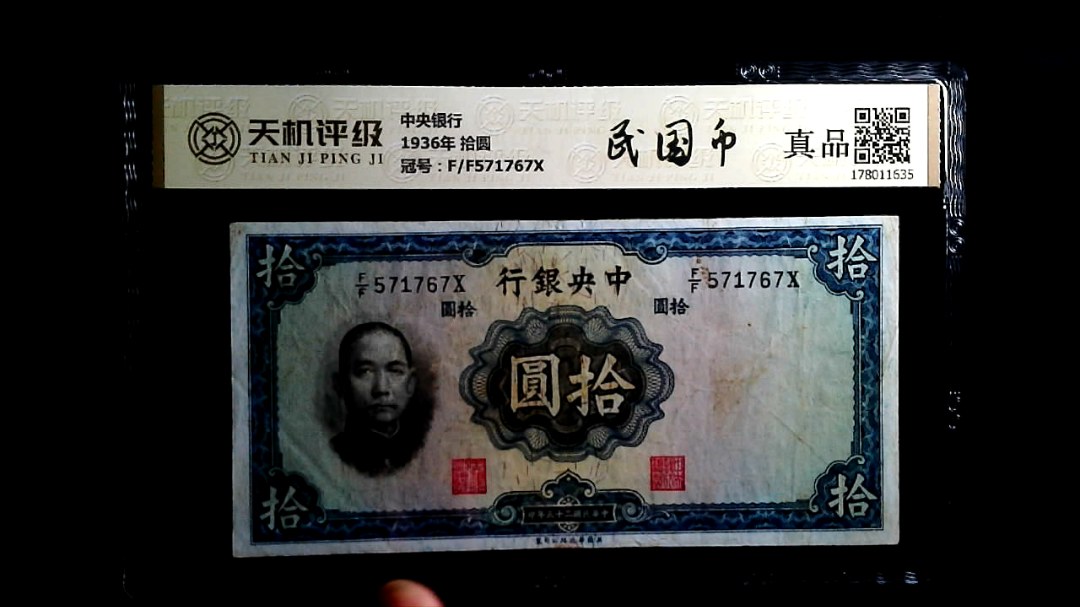 天机评级
TIAN JI PING JI
中央银行
1936年 拾圆
冠号：F/F571767X
民国币
真品
178011635
拾
拾
F/F 571767X
行銀央中
F/F 571767X
圓拾
圓拾
圓拾
拾
拾